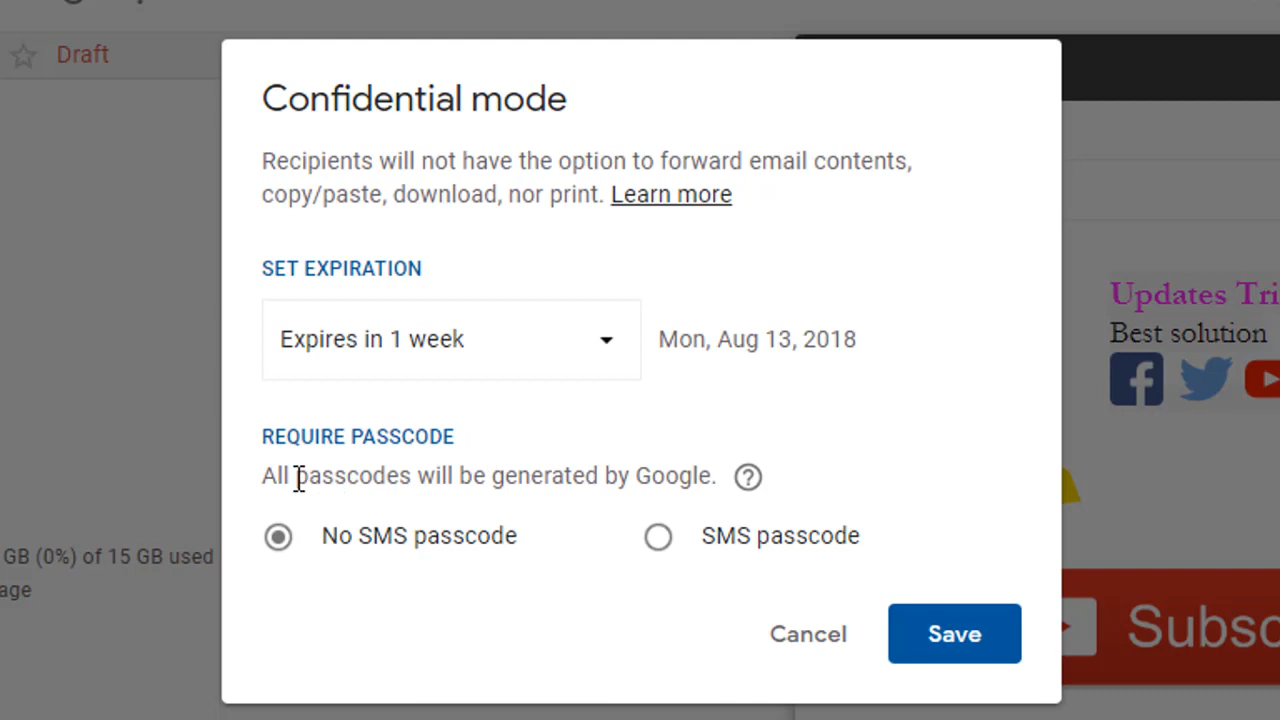 Draft
Confidential mode
Recipients will not have the option to forward email contents,
copy/paste, download, nor print. Learn more
SET EXPIRATION
Expires in 1 week
Mon, Aug 13, 2018
REQUIRE PASSCODE
All passcodes will be generated by Google.
No SMS passcode
SMS passcode
Cancel
Save
GB (0%) of 15 GB used
age
Updates Tri
Best solution
Subsc